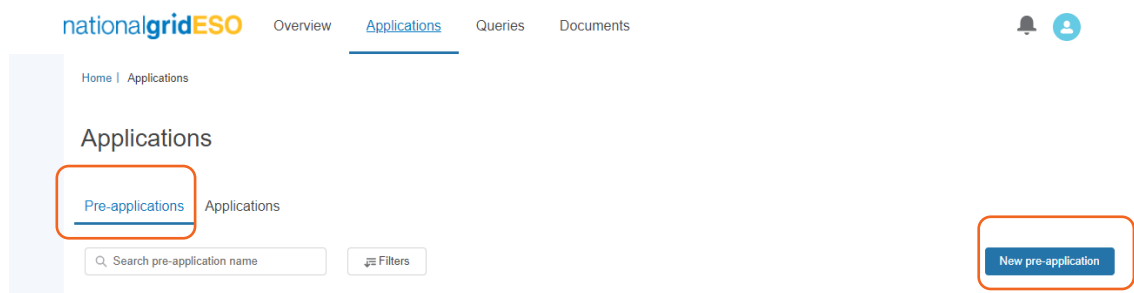 nationalgridESO Overview Applications Queries Documents
Home | Applications
Applications
Pre-applications Applications
Search pre-application name Filters New pre-application